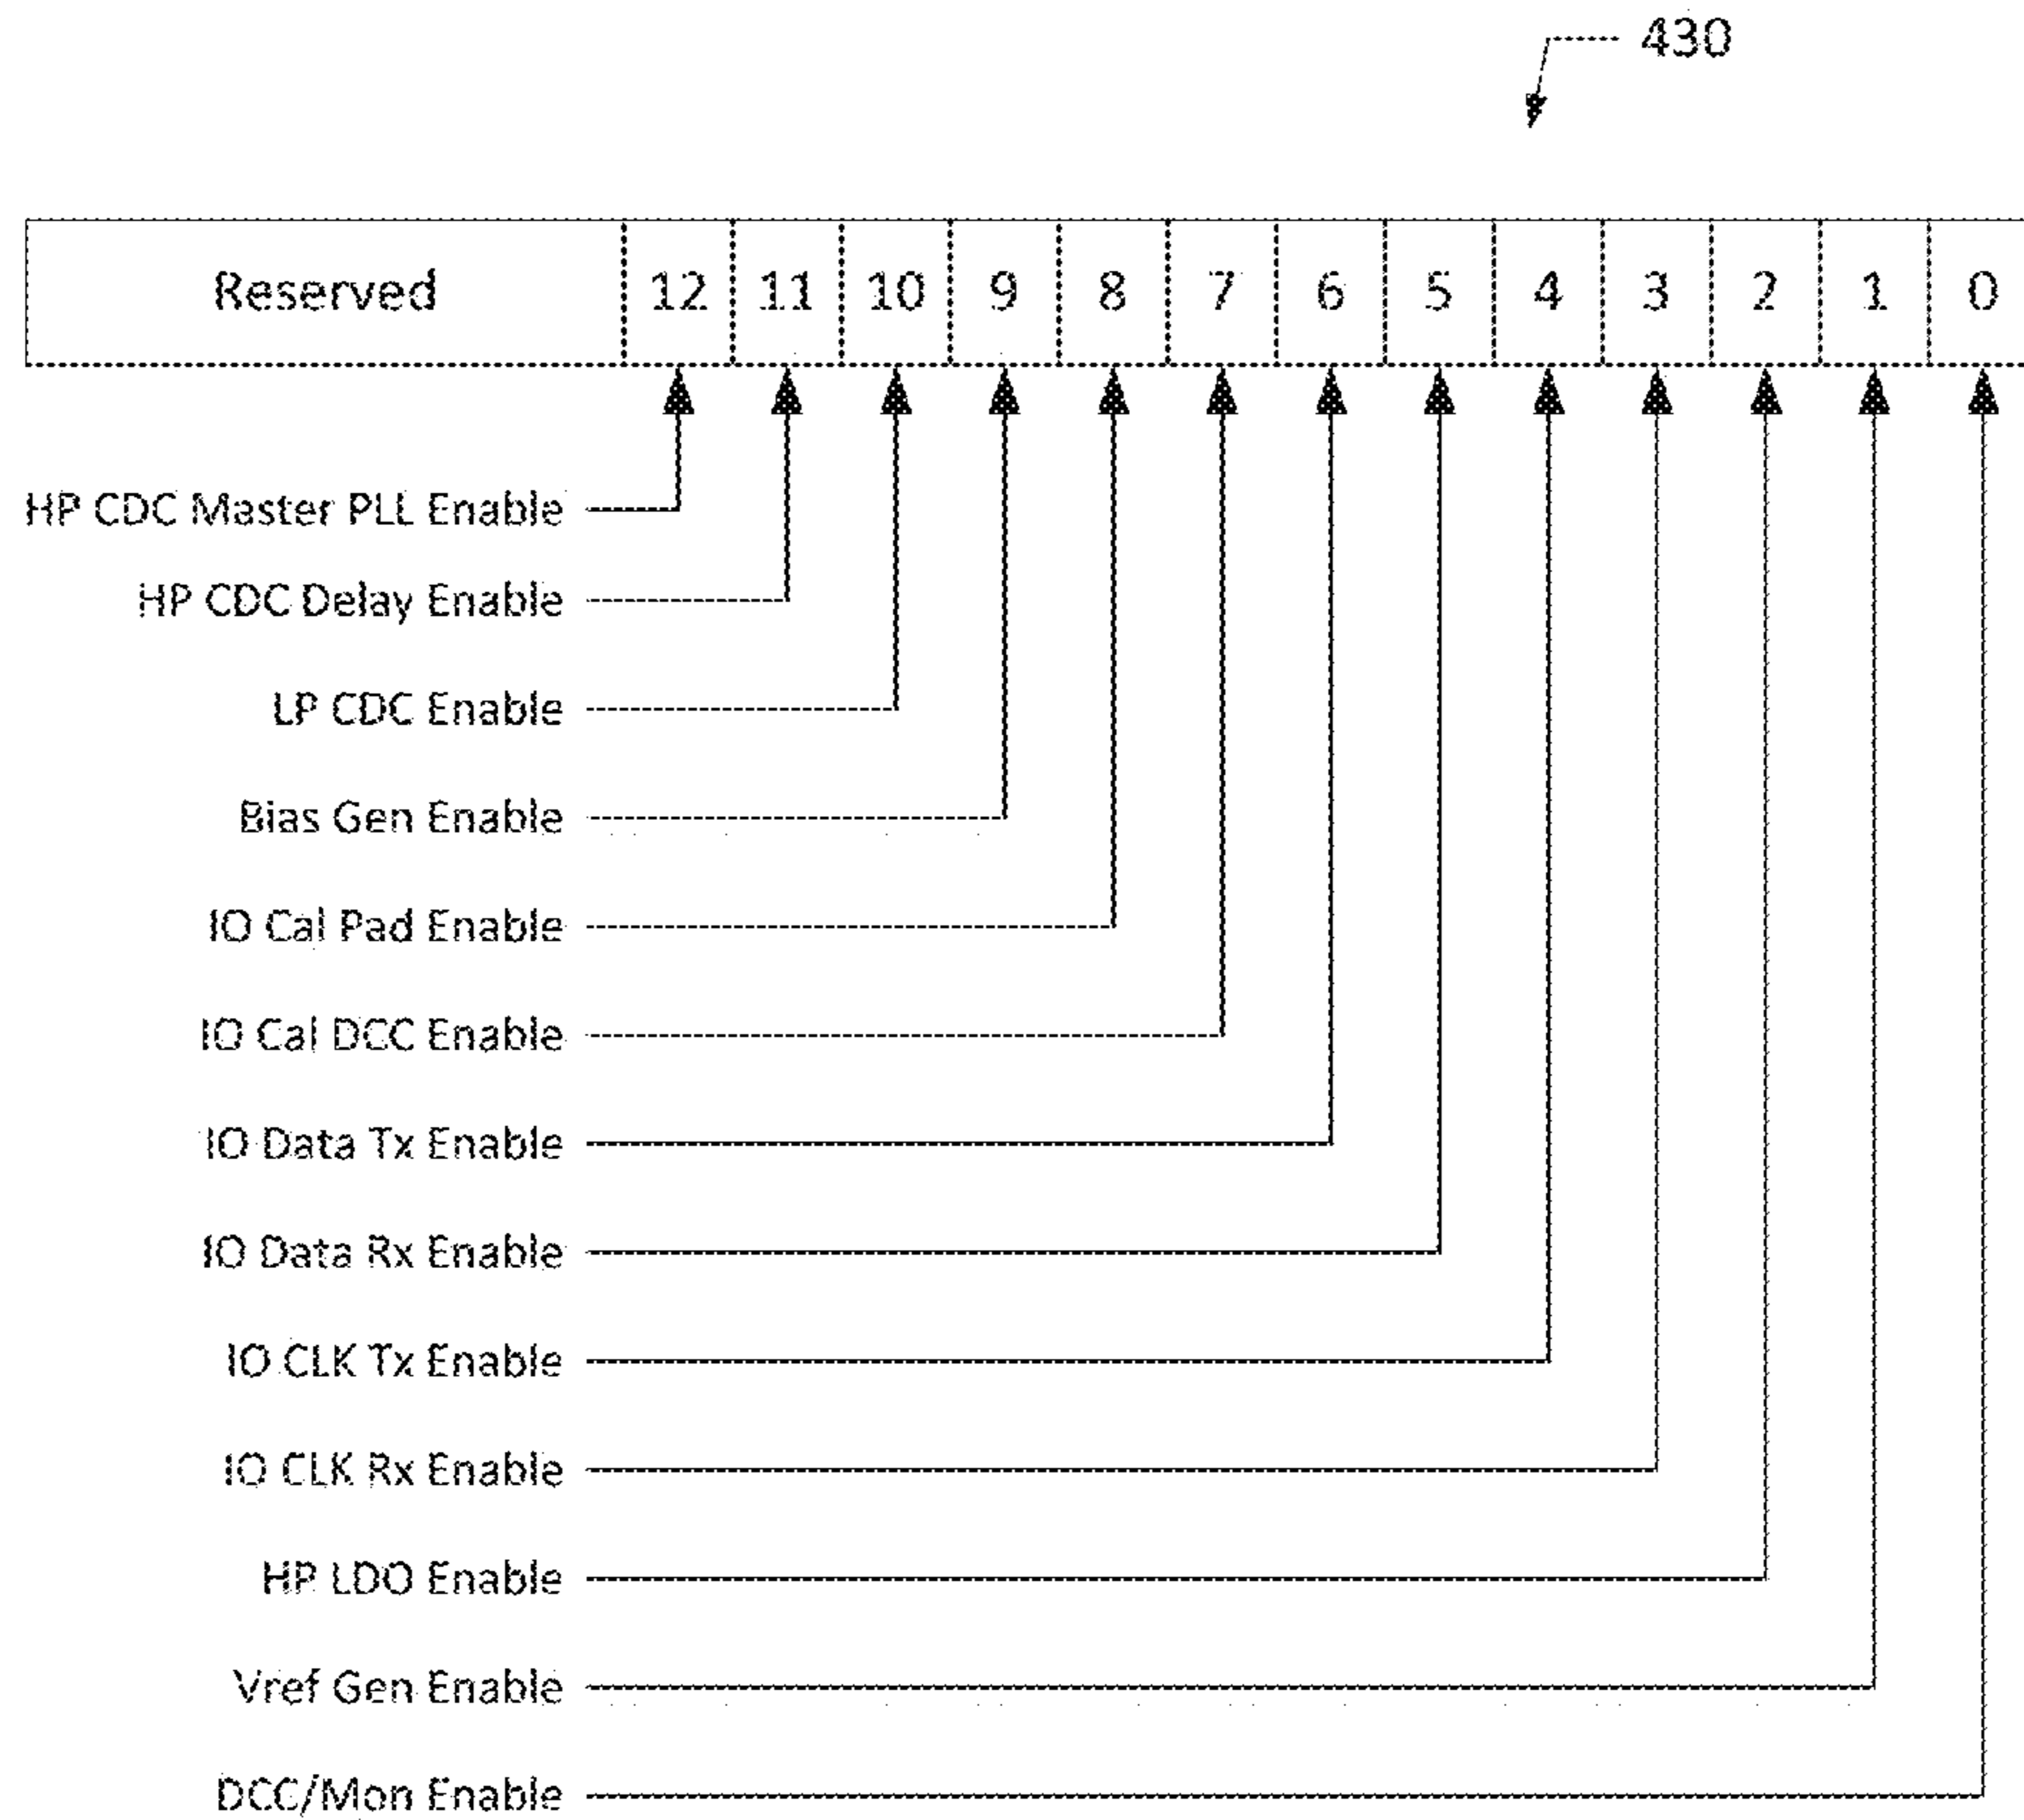 430
Reserved 12 11 10 9 8 7 6 5 4 3 2 1 0
HP CDC Master PLL Enable
HP CDC Delay Enable
LP CDC Enable
Bias Gen Enable
IO Cal Pad Enable
IO Cal DCC Enable
IO Data Tx Enable
IO Data Rx Enable
IO CLK Tx Enable
IO CLK Rx Enable
HP LDO Enable
Vref Gen Enable
DCC/Mon Enable